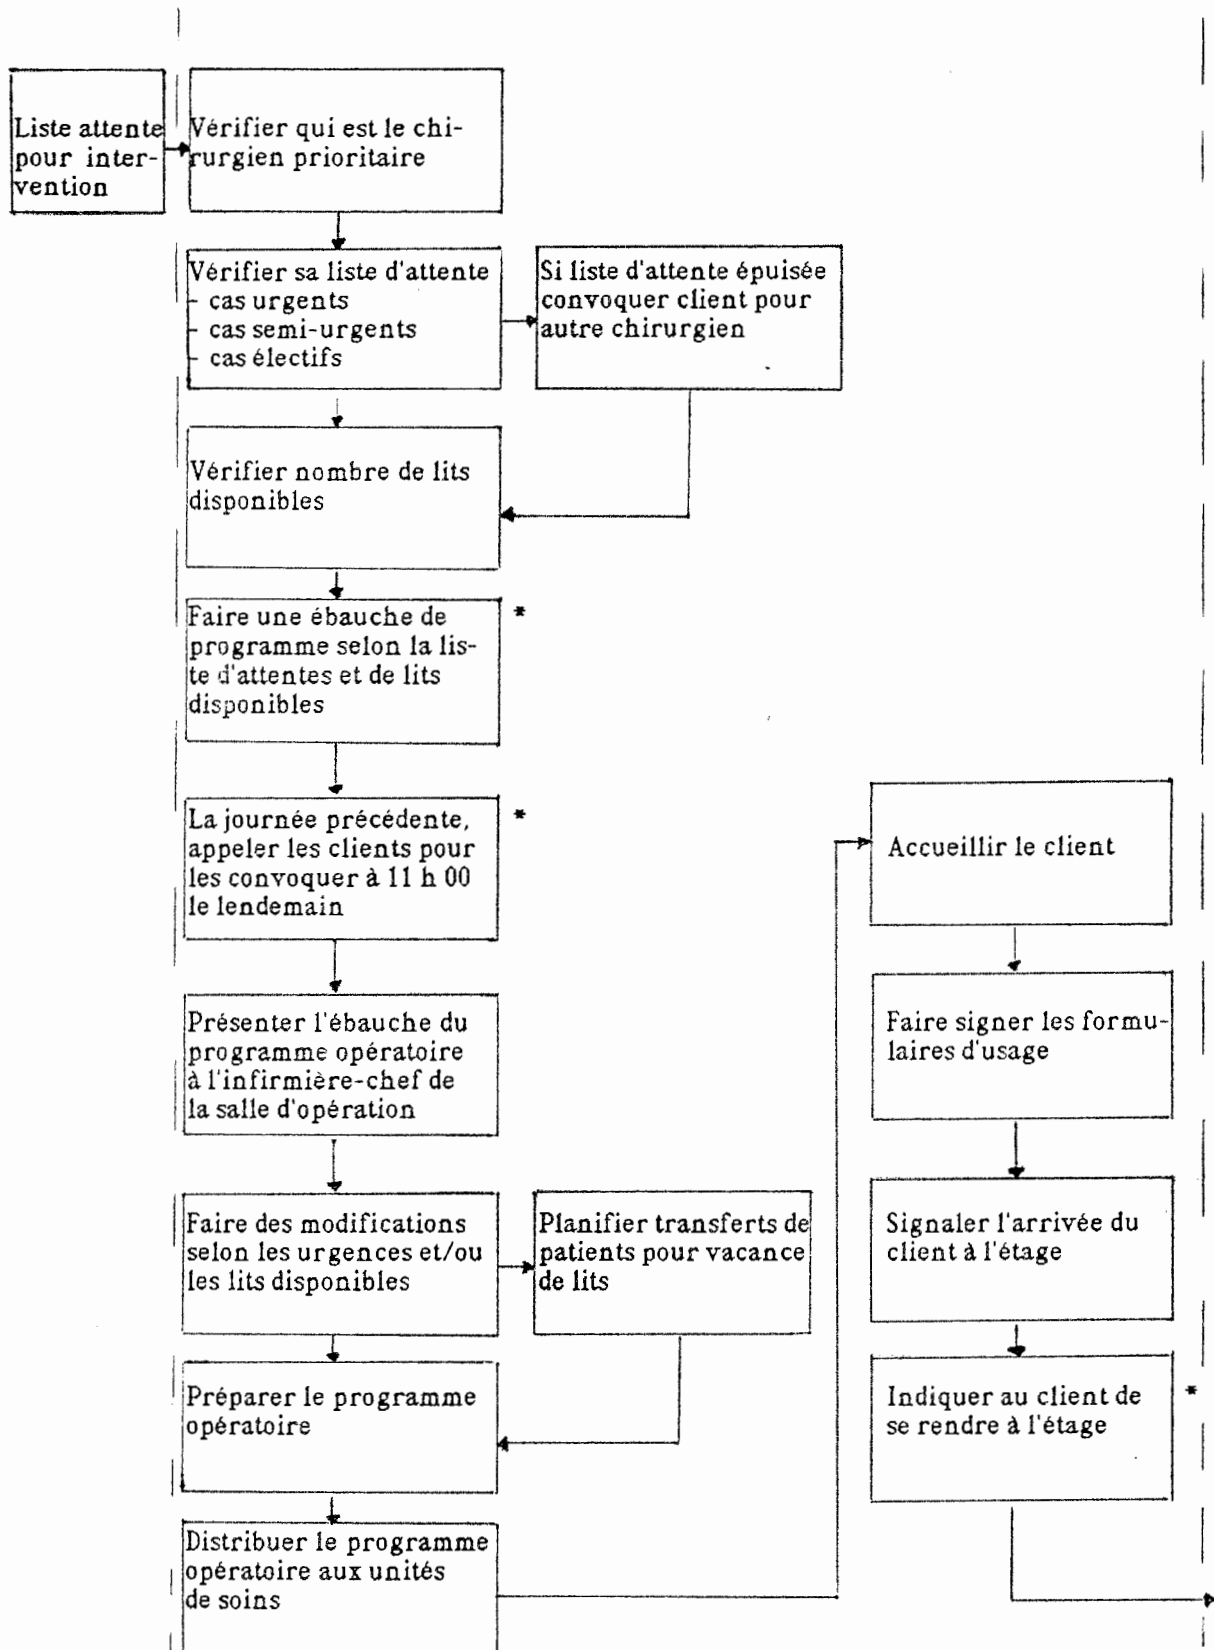 Liste attente
pour inter-
vention
Vérifier qui est le chi-
rurgien prioritaire
Vérifier sa liste d'attente
- cas urgents
- cas semi-urgents
- cas électifs
Si liste d'attente épuisée
convoquer client pour
autre chirurgien
Vérifier nombre de lits
disponibles
Faire une ébauche de
programme selon la lis-
te d'attentes et de lits
disponibles
*
La journée précédente,
appeler les clients pour
les convoquer à 11 h 00
le lendemain
*
Présenter l'ébauche du
programme opératoire
à l'infirmière-chef de
la salle d'opération
Faire des modifications
selon les urgences et/ou
les lits disponibles
Planifier transferts de
patients pour vacance
de lits
Préparer le programme
opératoire
Distribuer le programme
opératoire aux unités
de soins
Accueillir le client
Faire signer les formu-
laires d'usage
Signaler l'arrivée du
client à l'étage
Indiquer au client de
se rendre à l'étage
*